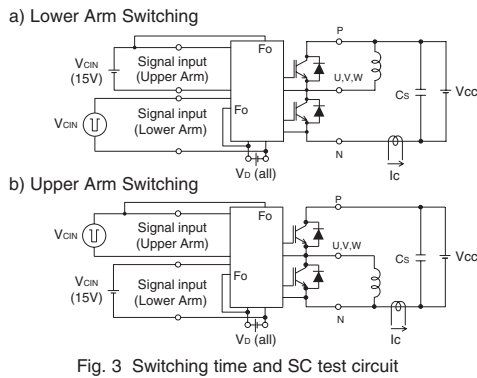 a) Lower Arm Switching
P
Fo
VCIN
(15V)
Signal input
(Upper Arm)
U,V,W
Signal input
(Lower Arm)
CS
VCC
VCIN
Fo
N
VD (all)
IC
b) Upper Arm Switching
P
Fo
VCIN
Signal input
(Upper Arm)
U,V,W
CS
VCC
VCIN
(15V)
Signal input
(Lower Arm)
Fo
N
VD (all)
IC
Fig. 3 Switching time and SC test circuit